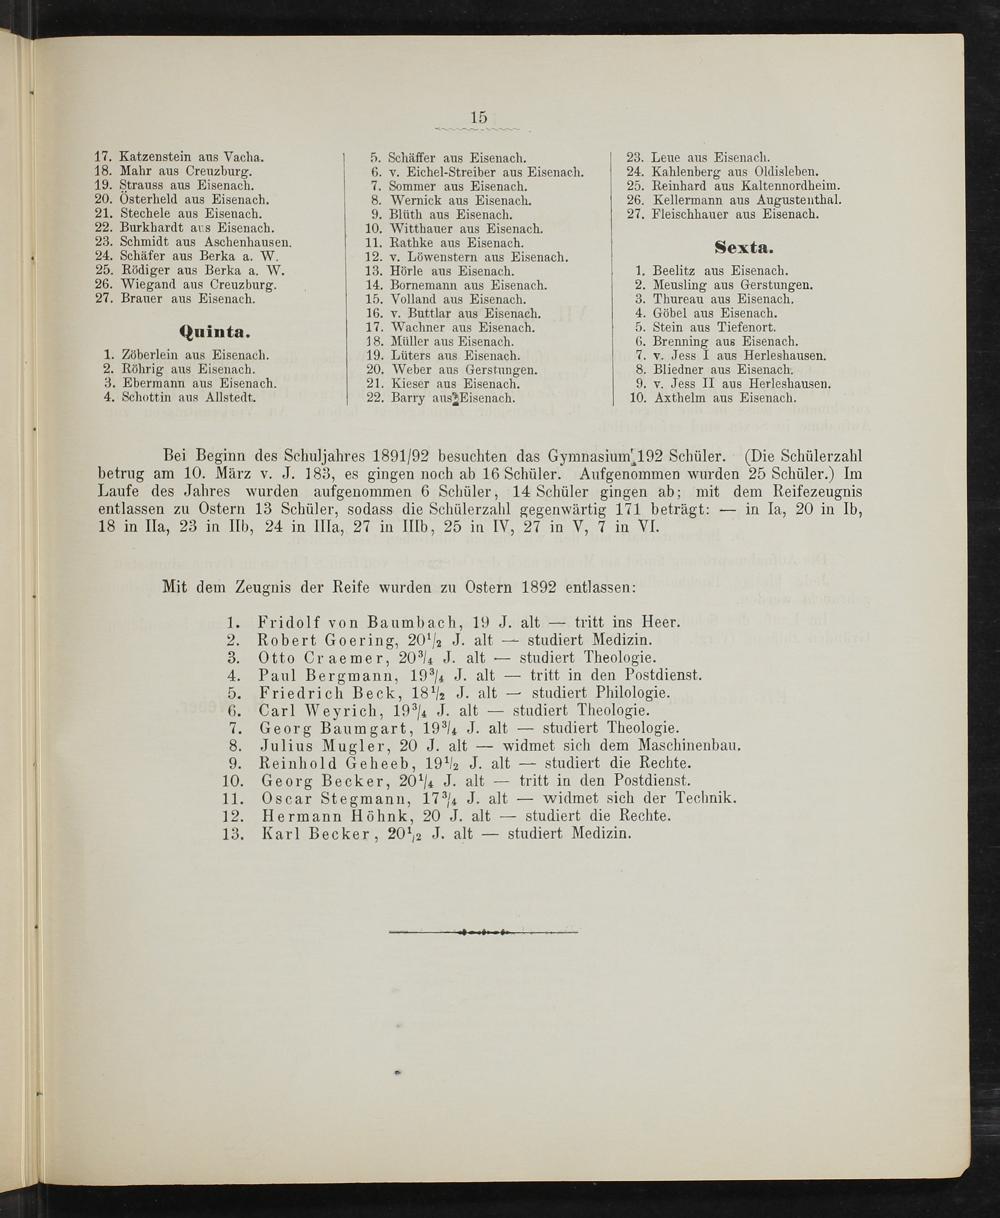 15
17. Katzenstein aus Vacha.
18. Mahr aus Creuzburg.
19. Strauss aus Eisenach.
20. Österheld aus Eisenach.
21. Stechele aus Eisenach.
22. Burkhardt aus Eisenach.
23. Schmidt aus Aschenhausen.
24. Schäfer aus Berka a. W.
25. Rödiger aus Berka a. W.
26. Wiegand aus Creuzburg.
27. Brauer aus Eisenach.
Quinta.
1. Zöberlein aus Eisenach.
2. Röhrig aus Eisenach.
3. Ebermann aus Eisenach.
4. Schottin aus Allstedt.
5. Schäffer aus Eisenach.
6. v. Eichel-Streiber aus Eisenach.
7. Sommer aus Eisenach.
8. Wernick aus Eisenach.
9. Blüth aus Eisenach.
10. Witthauer aus Eisenach.
11. Rathke aus Eisenach.
12. v. Löwenstern aus Eisenach.
13. Hörle aus Eisenach.
14. Bornemann aus Eisenach.
15. Volland aus Eisenach.
16. v. Buttlar aus Eisenach.
17. Wachner aus Eisenach.
18. Müller aus Eisenach.
19. Lüters aus Eisenach.
20. Weber aus Gerstungen.
21. Kieser aus Eisenach.
22. Barry aus Eisenach.
23. Leue aus Eisenach.
24. Kahlenberg aus Oldisleben.
25. Reinhard aus Kaltennordheim.
26. Kellermann aus Augustenthal.
27. Fleischhauer aus Eisenach.
Sexta.
1. Beelitz aus Eisenach.
2. Meusling aus Gerstungen.
3. Thureau aus Eisenach.
4. Göbel aus Eisenach.
5. Stein aus Tiefenort.
6. Brenning aus Eisenach.
7. v. Jess I aus Herleshausen.
8. Bliedner aus Eisenach.
9. v. Jess II aus Herleshausen.
10. Axthelm aus Eisenach.
Bei Beginn des Schuljahres 1891/92 besuchten das Gymnasium 192 Schüler. (Die Schülerzahl
betrug am 10. März v. J. 183, es gingen noch ab 16 Schüler. Aufgenommen wurden 25 Schüler.) Im
Laufe des Jahres wurden aufgenommen 6 Schüler, 14 Schüler gingen ab; mit dem Reifezeugnis
entlassen zu Ostern 13 Schüler, sodass die Schülerzahl gegenwärtig 171 beträgt: — in Ia, 20 in Ib,
18 in IIa, 23 in IIb, 24 in IIIa, 27 in IIIb, 25 in IV, 27 in V, 7 in VI.
Mit dem Zeugnis der Reife wurden zu Ostern 1892 entlassen:
1. Fridolf von Baumbach, 19 J. alt — tritt ins Heer.
2. Robert Goering, 20 1/2 J. alt — studiert Medizin.
3. Otto Craemer, 20 3/4 J. alt — studiert Theologie.
4. Paul Bergmann, 19 3/4 J. alt — tritt in den Postdienst.
5. Friedrich Beck, 18 1/2 J. alt — studiert Philologie.
6. Carl Weyrich, 19 3/4 J. alt — studiert Theologie.
7. Georg Baumgart, 19 3/4 J. alt — studiert Theologie.
8. Julius Mugler, 20 J. alt — widmet sich dem Maschinenbau.
9. Reinhold Geheeb, 19 1/2 J. alt — studiert die Rechte.
10. Georg Becker, 20 1/4 J. alt — tritt in den Postdienst.
11. Oscar Stegmann, 17 3/4 J. alt — widmet sich der Technik.
12. Hermann Höhnk, 20 J. alt — studiert die Rechte.
13. Karl Becker, 20 1/2 J. alt — studiert Medizin.